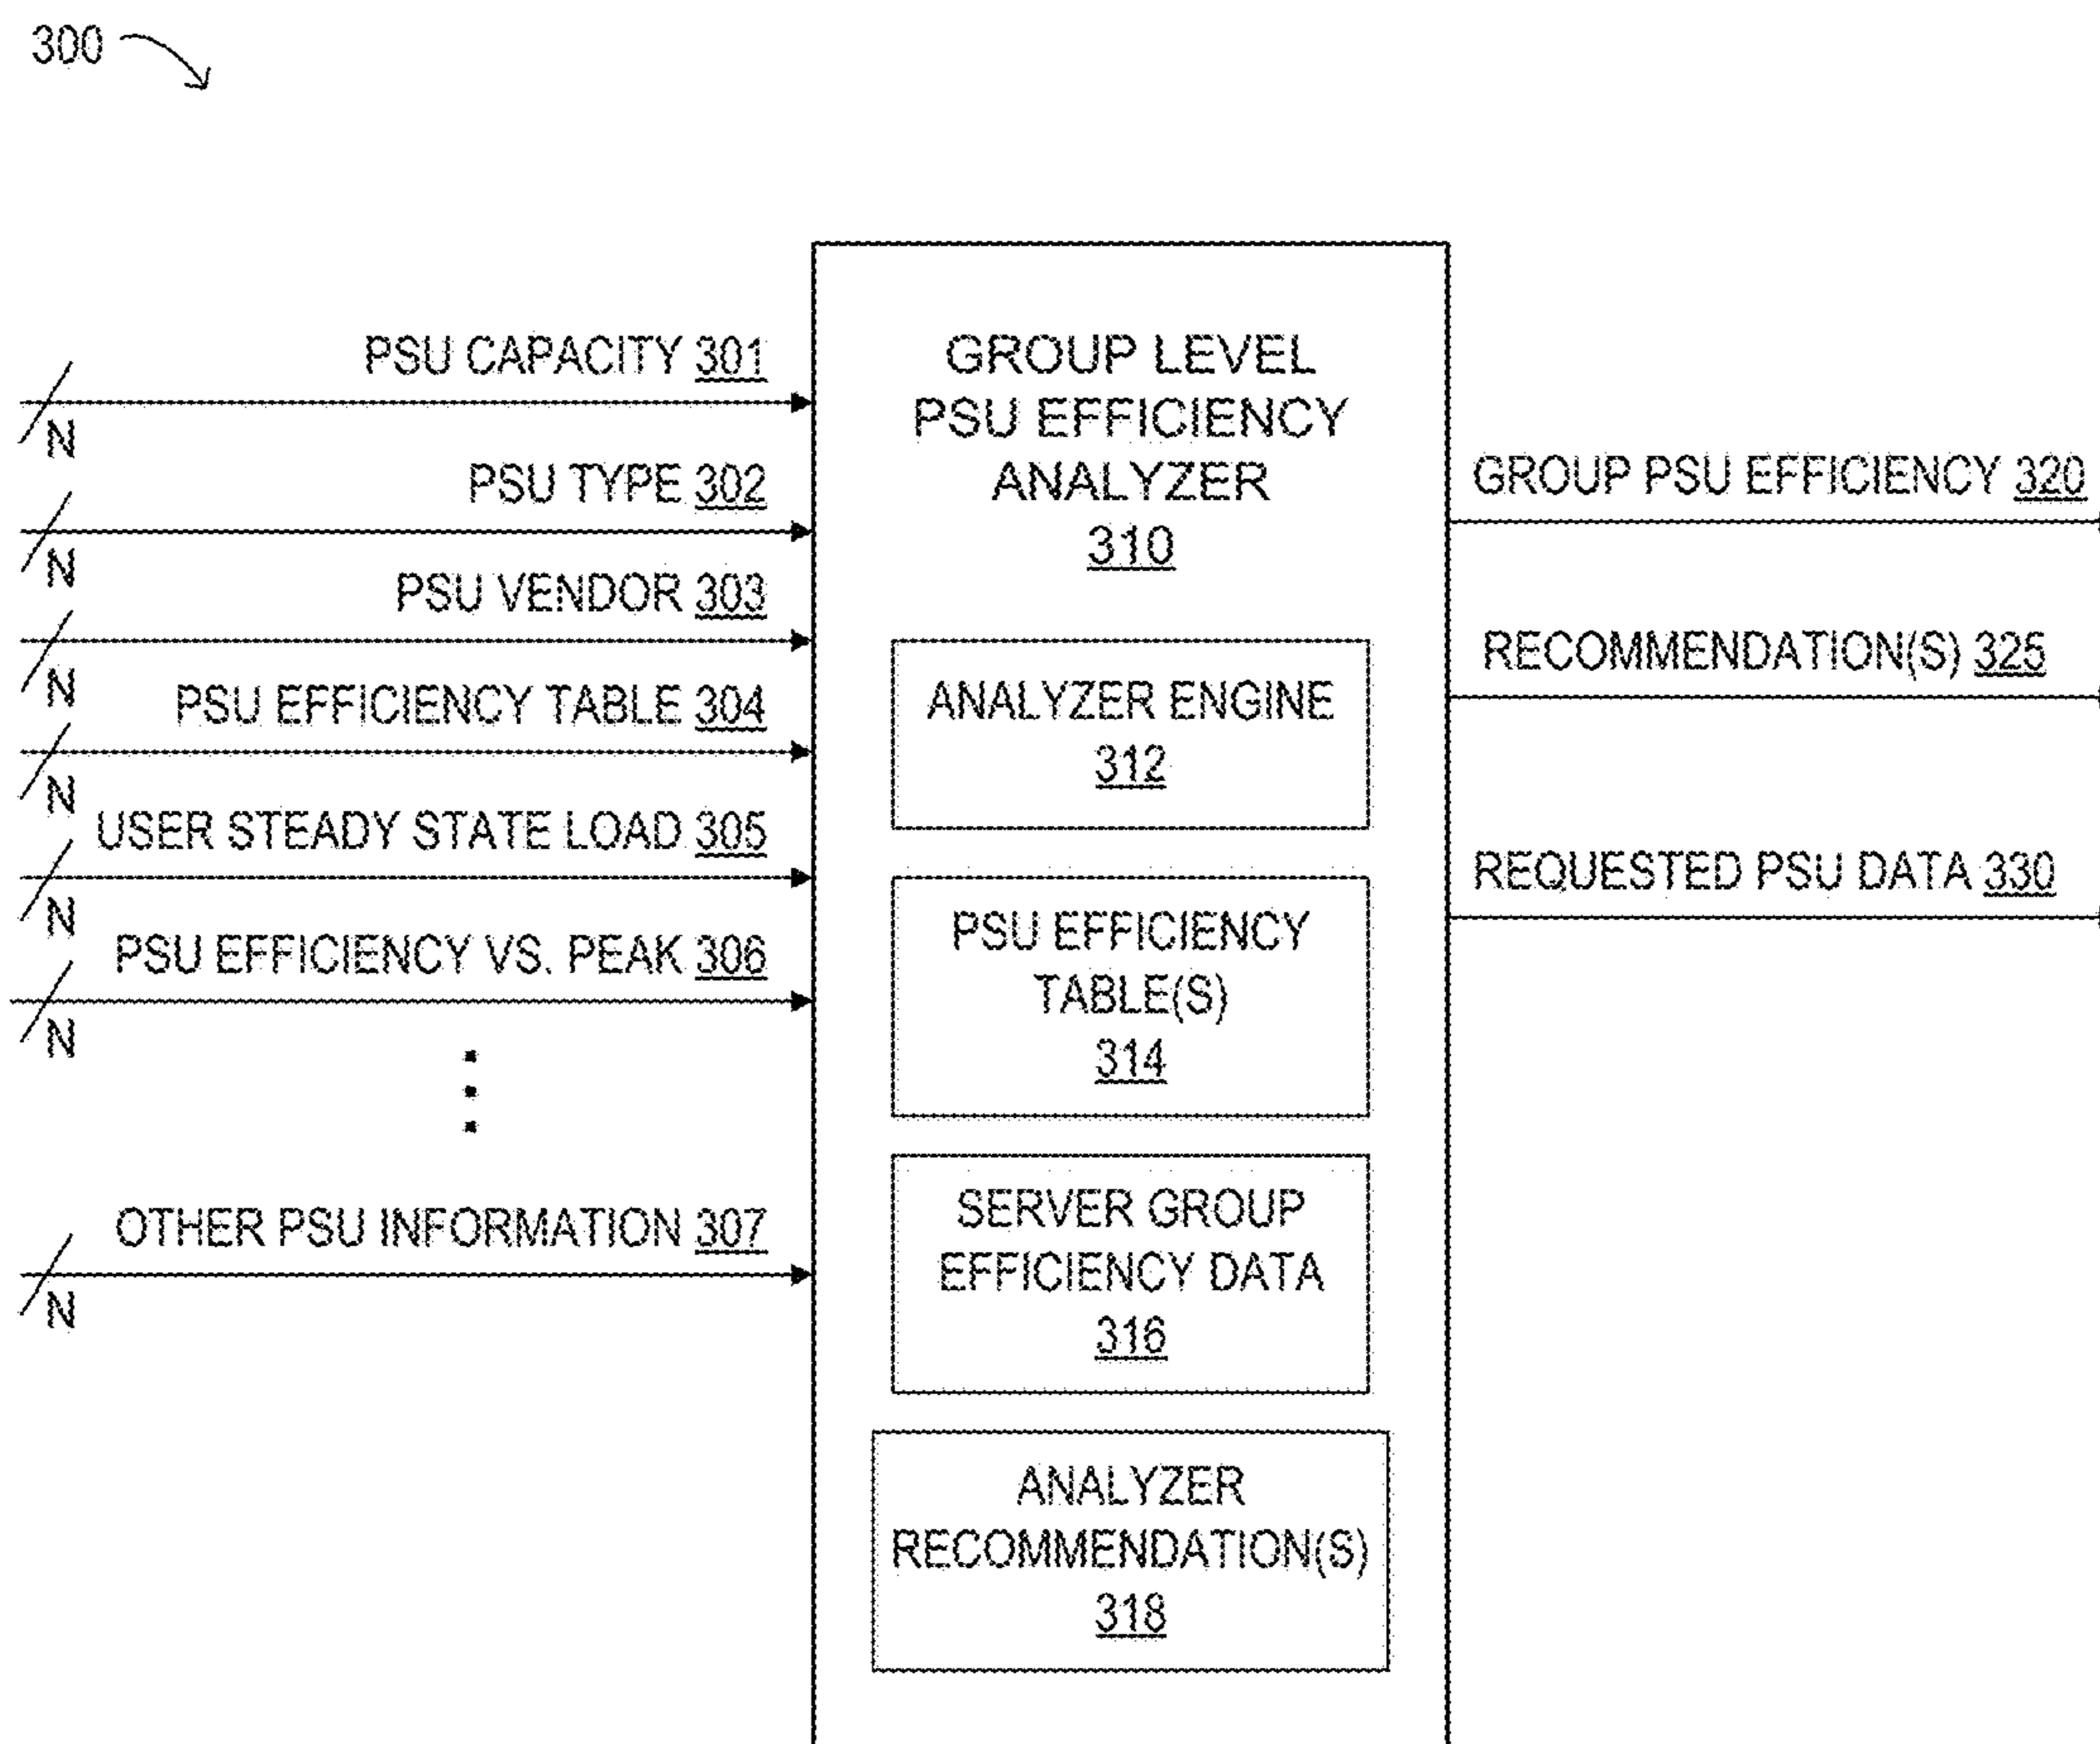 300
PSU CAPACITY 301
N
PSU TYPE 302
N
PSU VENDOR 303
N
PSU EFFICIENCY TABLE 304
N
USER STEADY STATE LOAD 305
N
PSU EFFICIENCY VS. PEAK 306
N
OTHER PSU INFORMATION 307
N
GROUP LEVEL
PSU EFFICIENCY
ANALYZER
310
ANALYZER ENGINE
312
PSU EFFICIENCY
TABLE(S)
314
SERVER GROUP
EFFICIENCY DATA
316
ANALYZER
RECOMMENDATION(S)
318
GROUP PSU EFFICIENCY 320
RECOMMENDATION(S) 325
REQUESTED PSU DATA 330